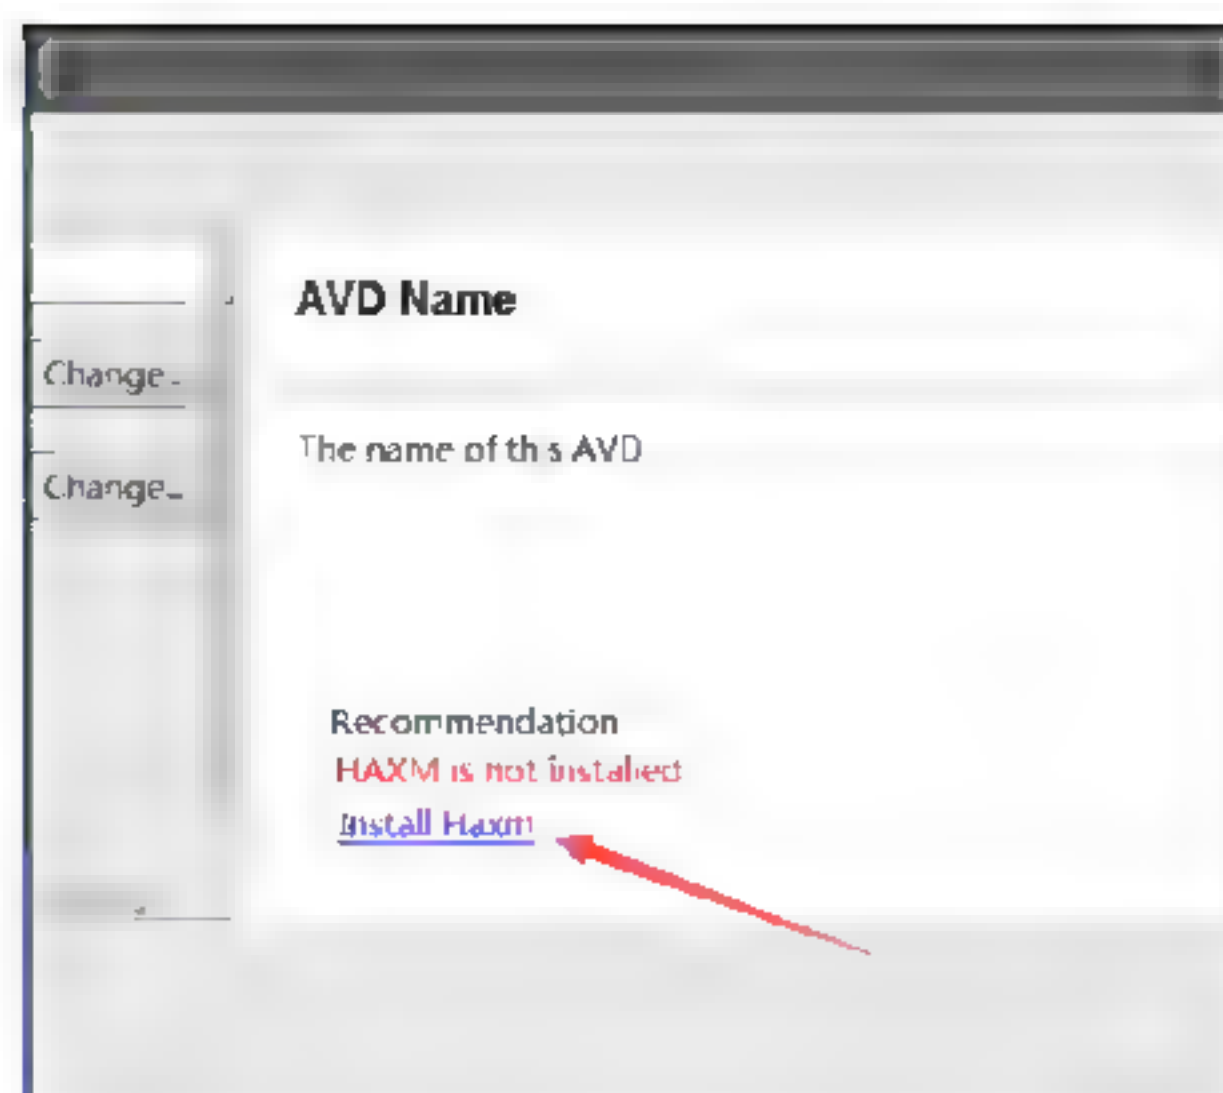 AVD Name
Change...
The name of this AVD
Change...
Recommendation
HAXM is not installed
Install Haxm